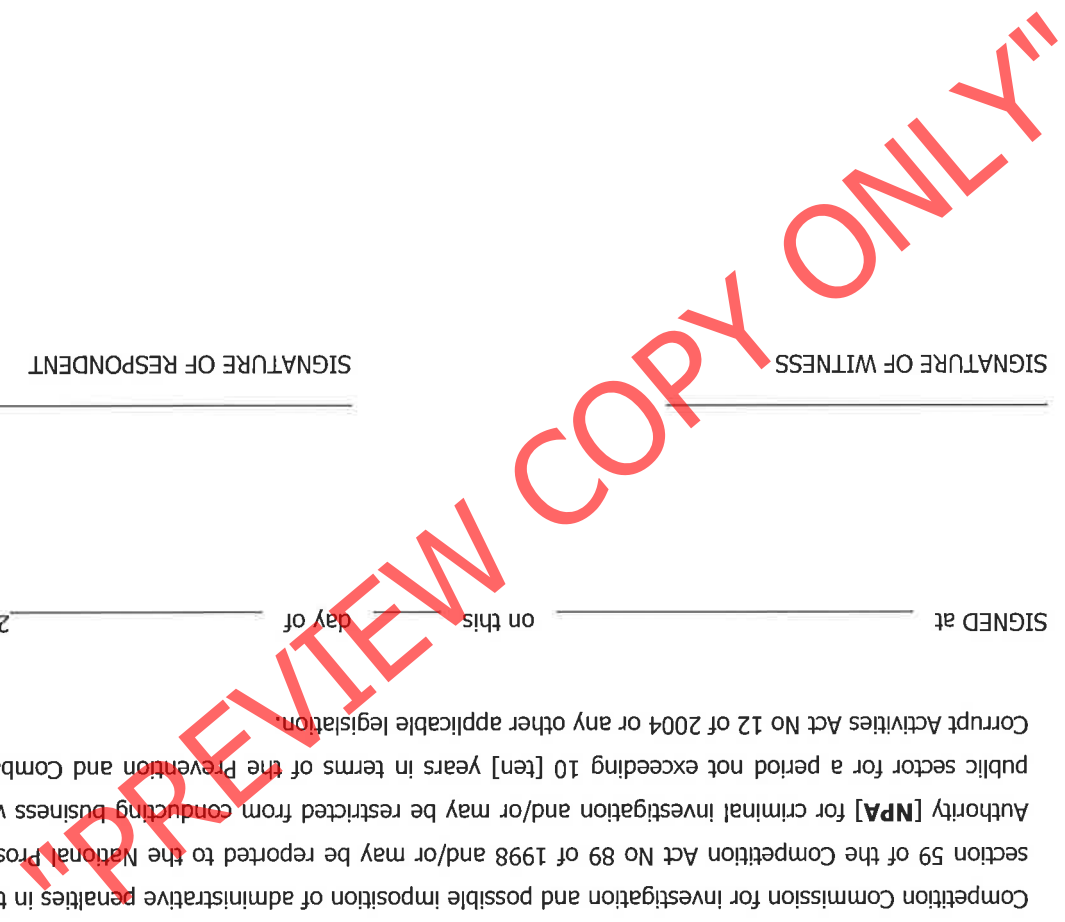 Competition Commission for investigation and possible imposition of administrative penalties in t
section 59 of the Competition Act No 89 of 1998 and/or may be reported to the National Pros
Authority [NPA] for criminal investigation and/or may be restricted from conducting business w
public sector for a period not exceeding 10 [ten] years in terms of the Prevention and Comba
Corrupt Activities Act No 12 of 2004 or any other applicable legislation.
SIGNED at on this day of 2
SIGNATURE OF WITNESS SIGNATURE OF RESPONDENT
"PREVIEW COPY ONLY"